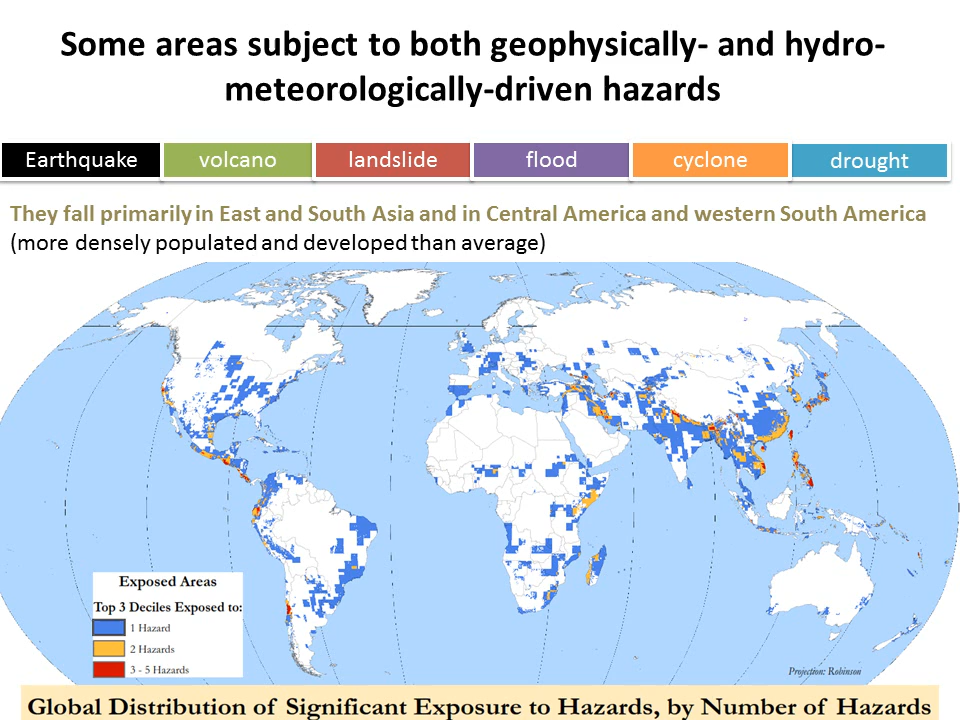 Some areas subject to both geophysically- and hydro-
meteorologically-driven hazards
Earthquake volcano landslide flood cyclone drought
They fall primarily in East and South Asia and in Central America and western South America
(more densely populated and developed than average)
Exposed Areas
Top 3 Deciles Exposed to:
1 Hazard
2 Hazards
3 - 5 Hazards
Projection: Robinson
Global Distribution of Significant Exposure to Hazards, by Number of Hazards